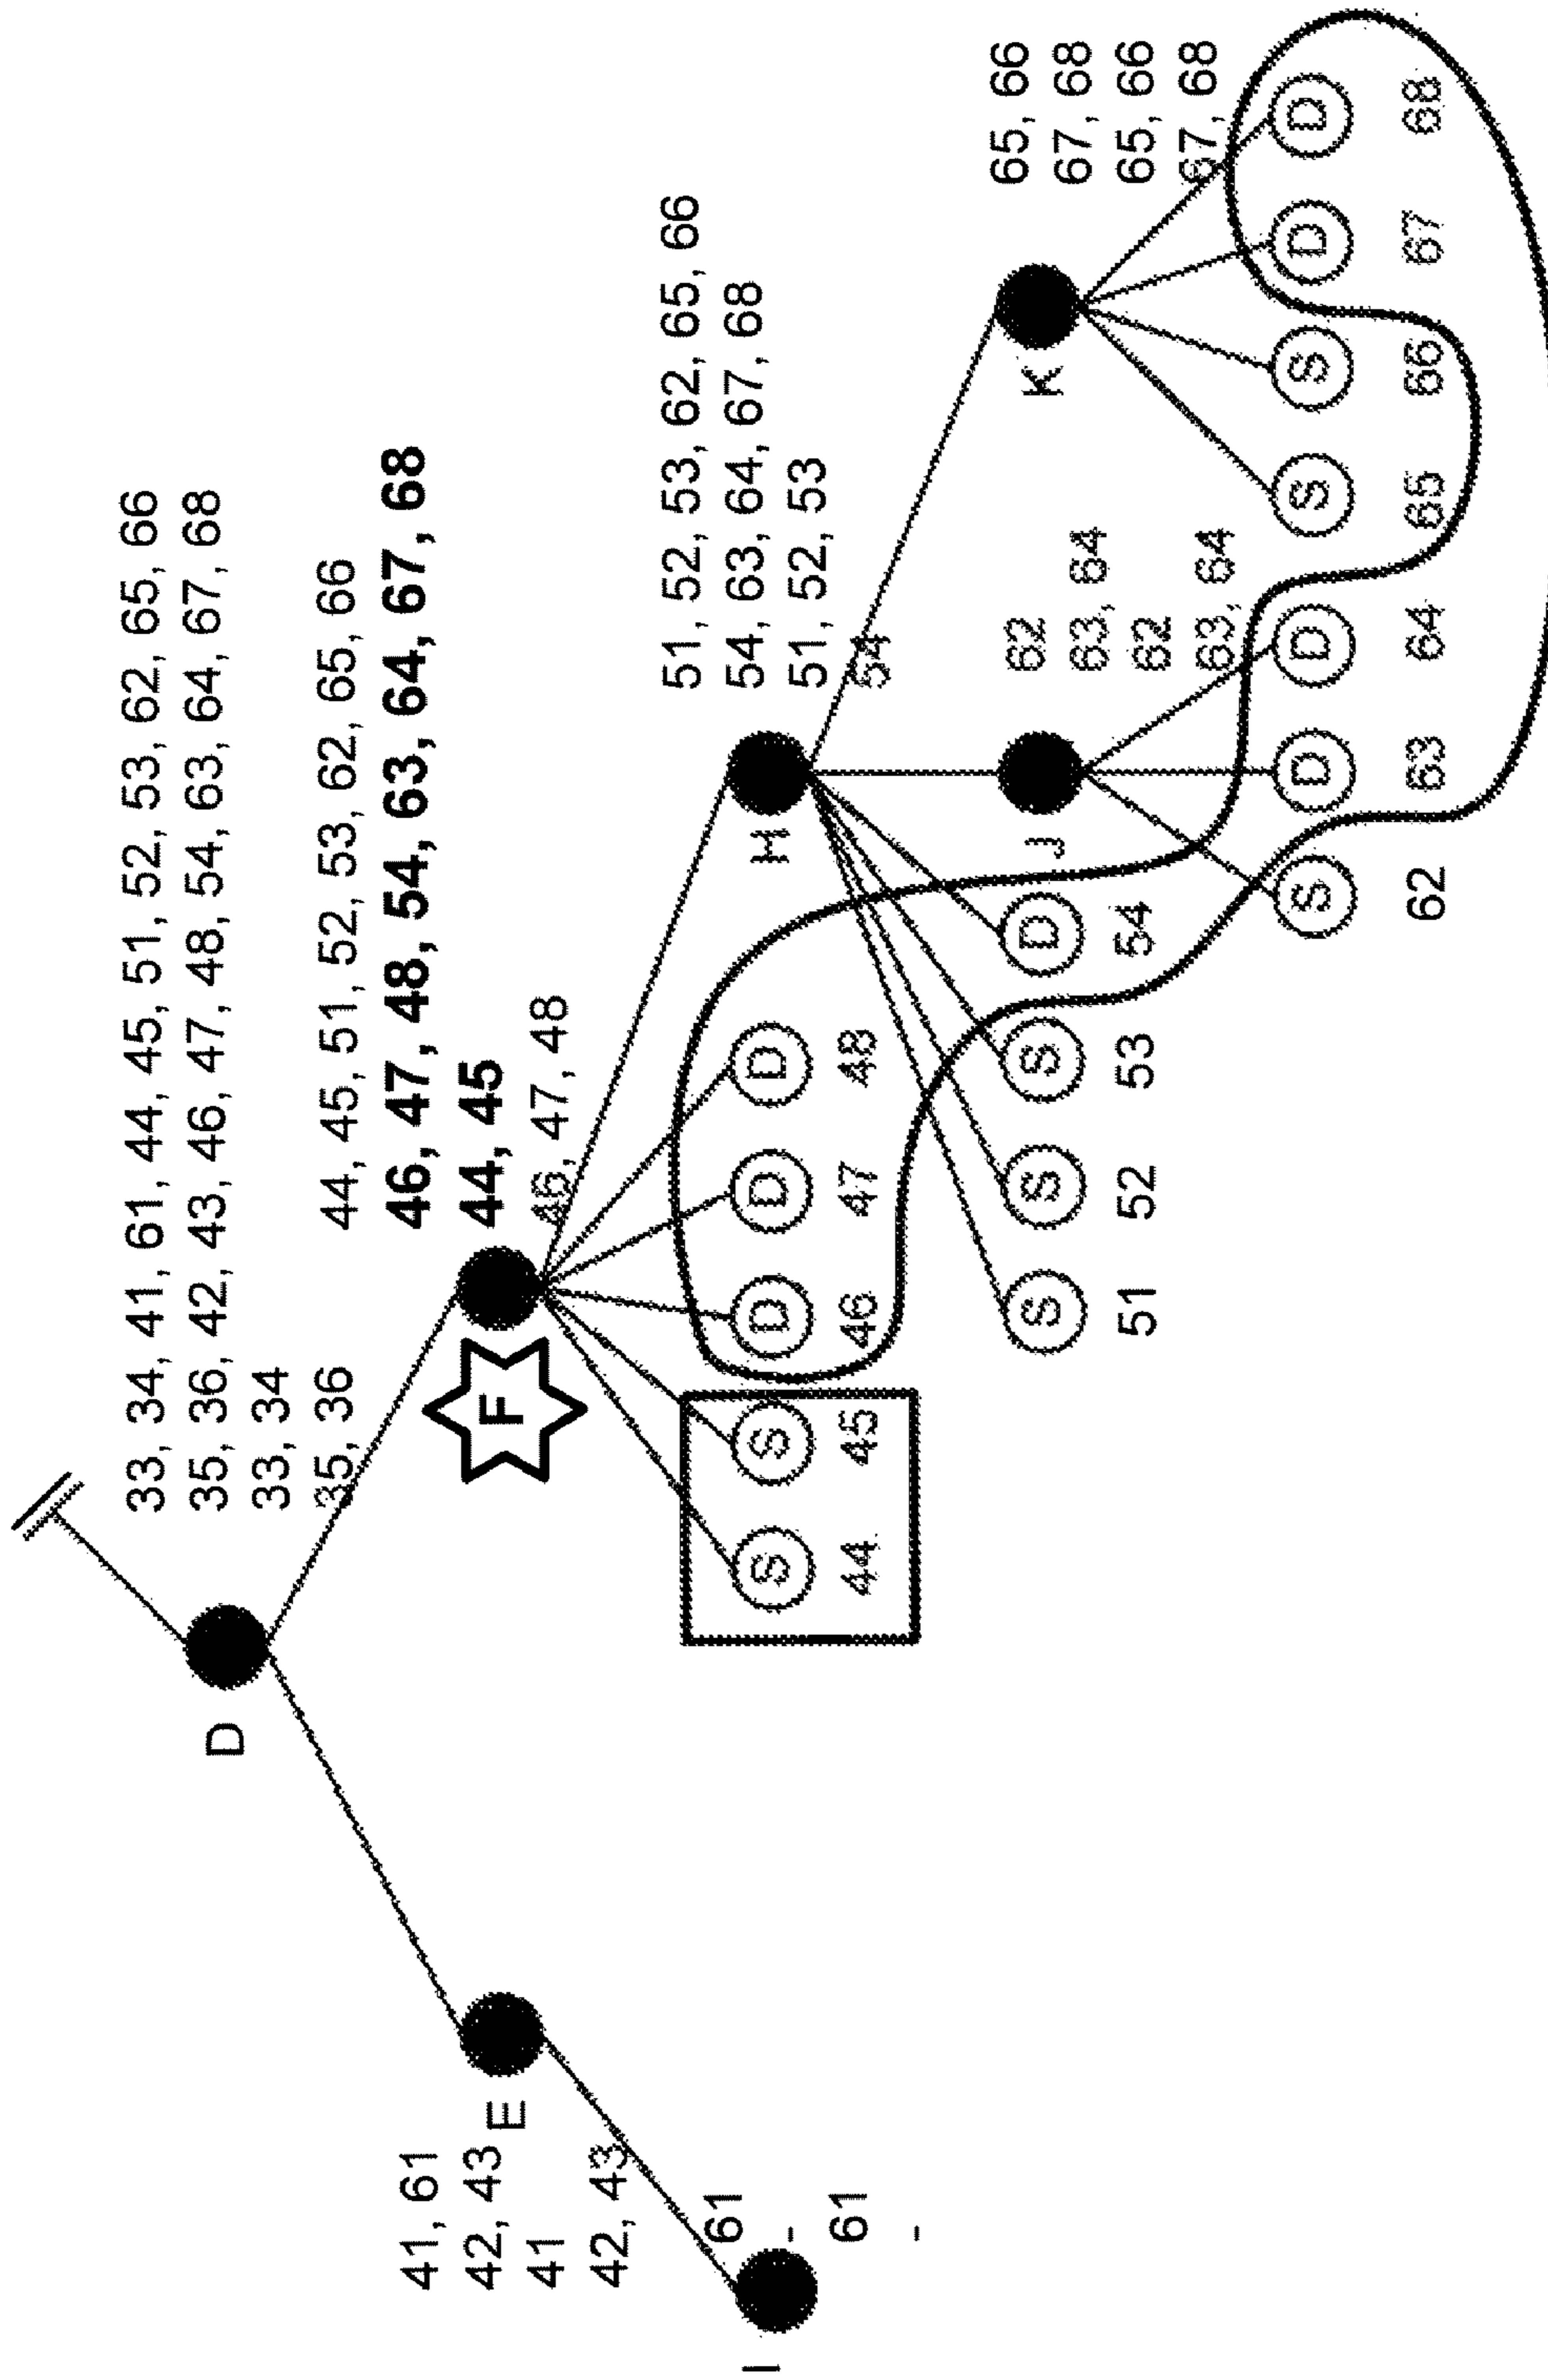 D
33, 34, 41, 61, 44, 45, 51, 52, 53, 62, 65, 66
35, 36, 42, 43, 46, 47, 48, 54, 63, 64, 67, 68
33, 34
35, 36
41, 61
42, 43
41
42, 43
E
F
44, 45, 51, 52, 53, 62, 65, 66
46, 47, 48, 54, 63, 64, 67, 68
44, 45
46, 47, 48
I
61
-
61
-
S S D D D
44 45 46 47 48
H
51, 52, 53, 62, 65, 66
54, 63, 64, 67, 68
51, 52, 53
54
S S S D
51 52 53 54
J
62
63, 64
62
63, 64
K
65, 66
67, 68
65, 66
67, 68
S D D S S D D
62 63 64 65 66 67 68